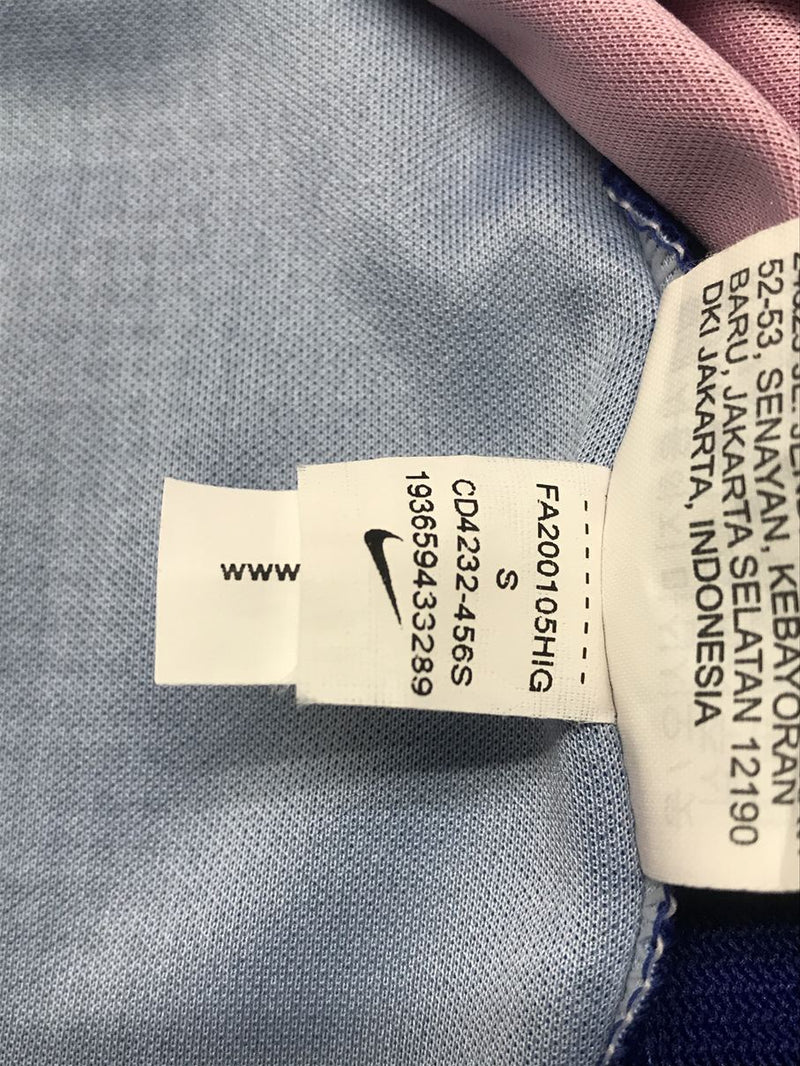 52-53, SENAYAN, KEBAYORAN
BARU, JAKARTA SELATAN 12190
DKI JAKARTA, INDONESIA
FA200105HIG
S
CD4232-456S
193659433289
www